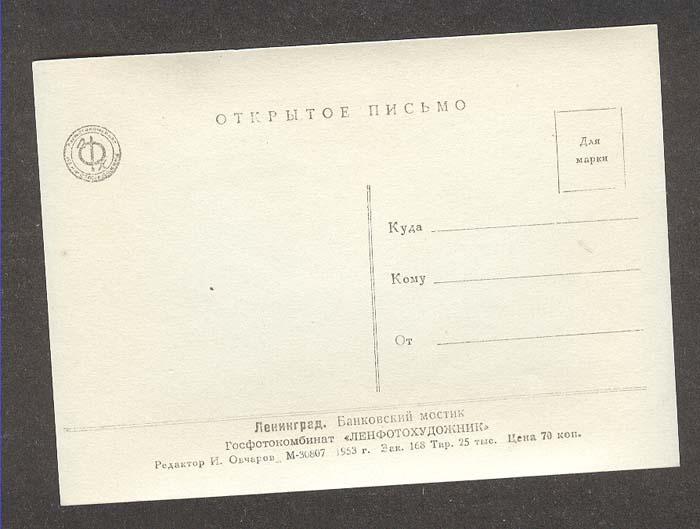 ОТКРЫТОЕ ПИСЬМО
Для
марки
Куда
Кому
От
Ленинград. Банковский мостик
Госфотокомбинат «ЛЕНФОТОХУДОЖНИК»
Редактор И. Овчаров М-30807 1953 г. Зак. 168 Тир. 25 тыс. Цена 70 коп.